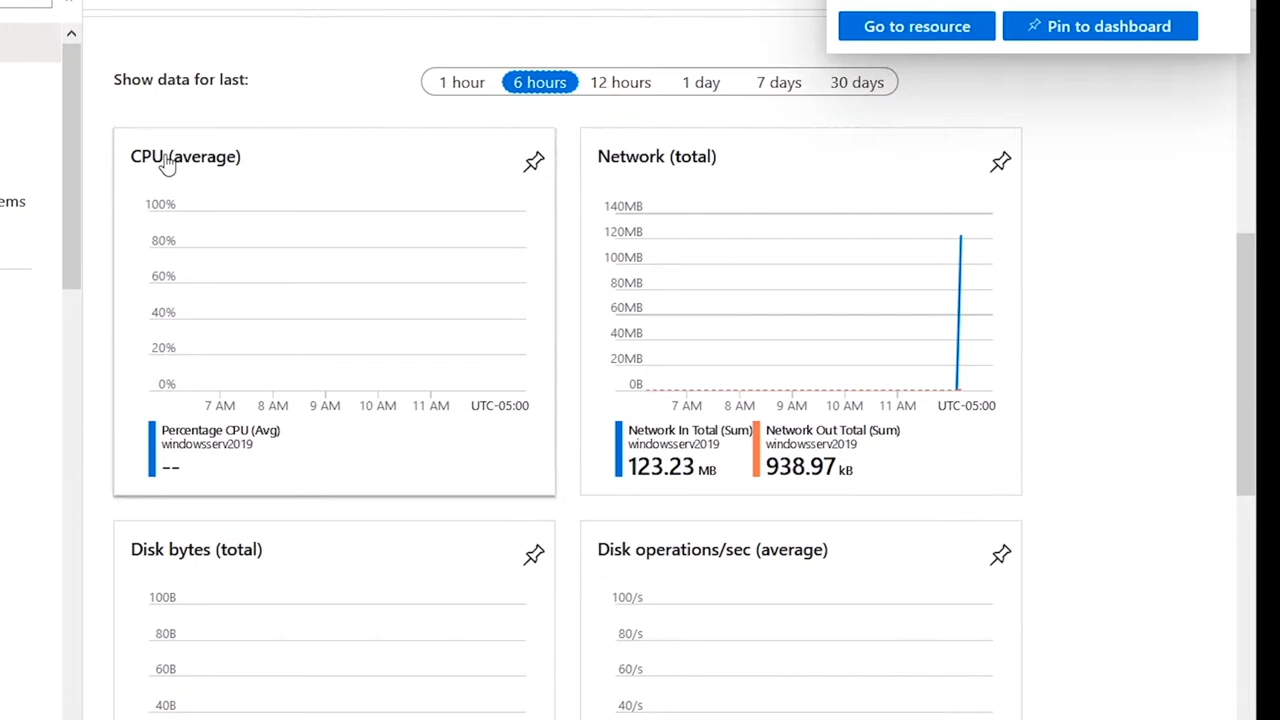 Go to resource Pin to dashboard
Show data for last: 1 hour 6 hours 12 hours 1 day 7 days 30 days
ems
CPU (average)
100%
80%
60%
40%
20%
0%
7 AM 8 AM 9 AM 10 AM 11 AM UTC-05:00
Percentage CPU (Avg)
windowsserv2019
--
Network (total)
140MB
120MB
100MB
80MB
60MB
40MB
20MB
0B
7 AM 8 AM 9 AM 10 AM 11 AM UTC-05:00
Network In Total (Sum) Network Out Total (Sum)
windowsserv2019 windowsserv2019
123.23 MB 938.97 kB
Disk bytes (total)
100B
80B
60B
40B
Disk operations/sec (average)
100/s
80/s
60/s
40/s